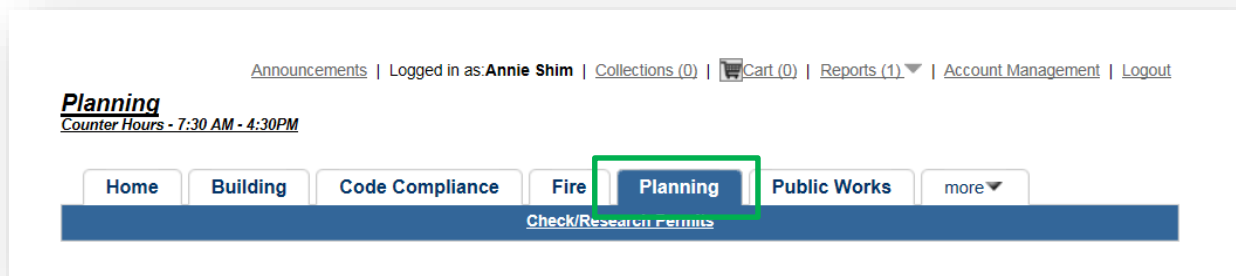 Announcements | Logged in as:Annie Shim | Collections (0) | Cart (0) | Reports (1) | Account Management | Logout
Planning
Counter Hours - 7:30 AM - 4:30PM
Home Building Code Compliance Fire Planning Public Works more
Check/Research Permits